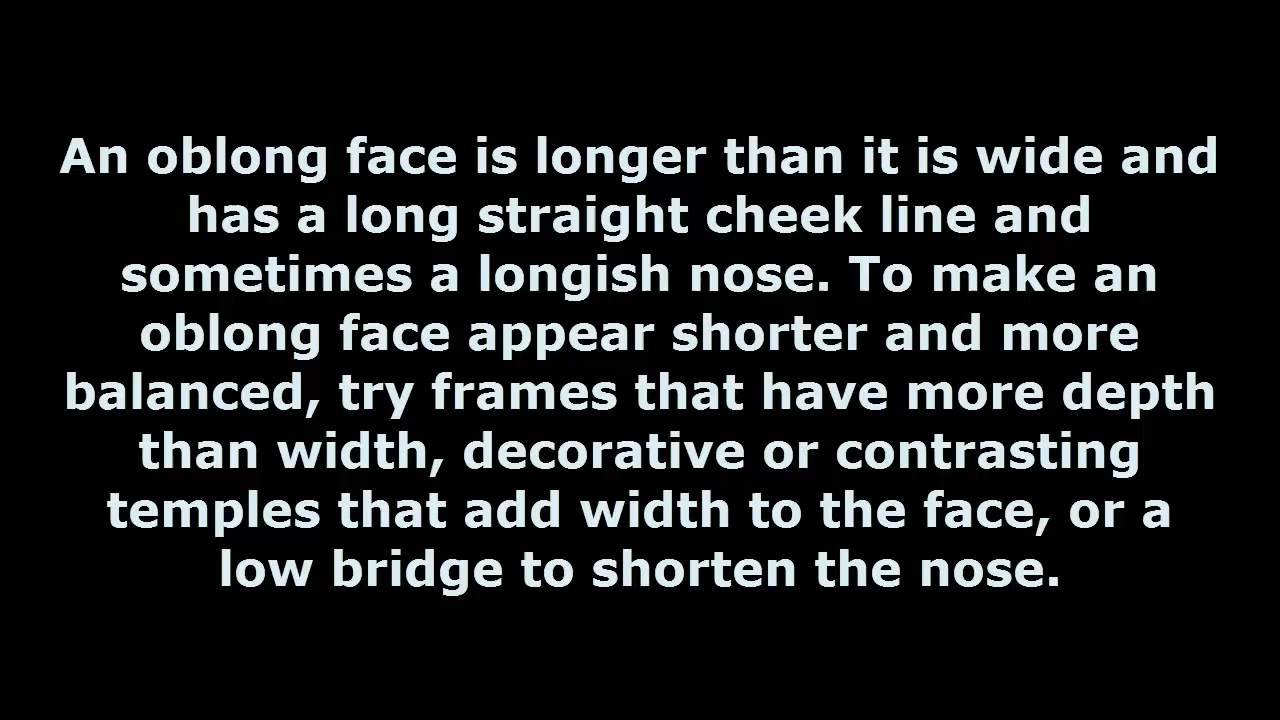 An oblong face is longer than it is wide and
has a long straight cheek line and
sometimes a longish nose. To make an
oblong face appear shorter and more
balanced, try frames that have more depth
than width, decorative or contrasting
temples that add width to the face, or a
low bridge to shorten the nose.